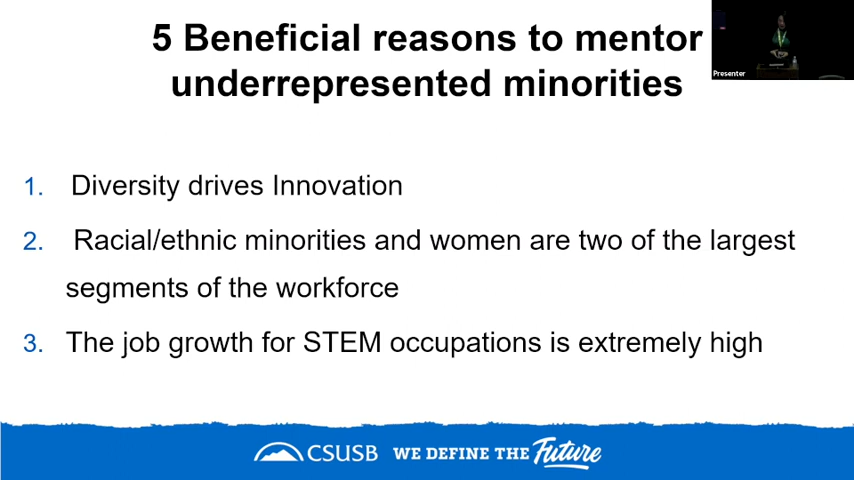 5 Beneficial reasons to mentor
underrepresented minorities
Presenter
1. Diversity drives Innovation
2. Racial/ethnic minorities and women are two of the largest
segments of the workforce
3. The job growth for STEM occupations is extremely high
CSUSB WE DEFINE THE Future